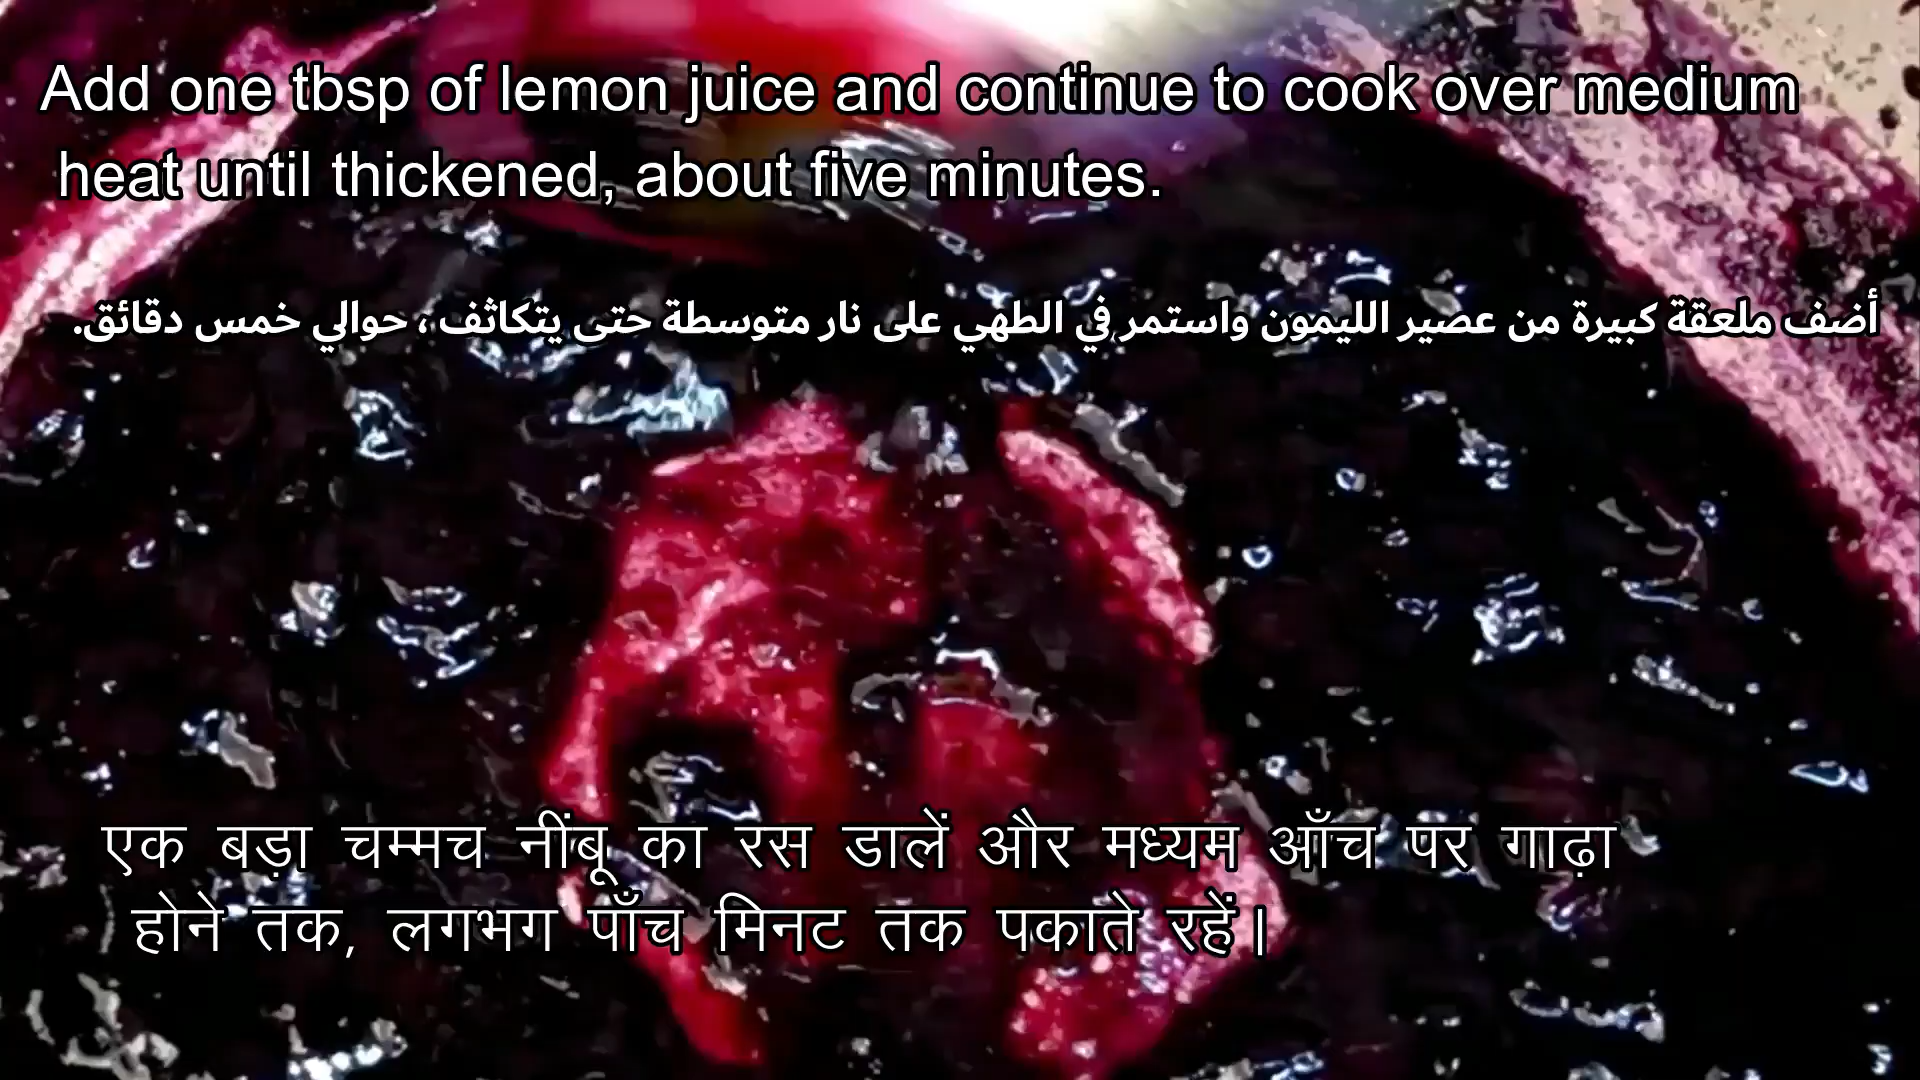 Add one tbsp of lemon juice and continue to cook over medium
heat until thickened, about five minutes.
أضف ملعقة كبيرة من عصير الليمون واستمر في الطهي على نار متوسطة حتى يتكاثف ، حوالي خمس دقائق.
एक बड़ा चम्मच नींबू का रस डालें और मध्यम आँच पर गाढ़ा
होने तक, लगभग पाँच मिनट तक पकाते रहें।